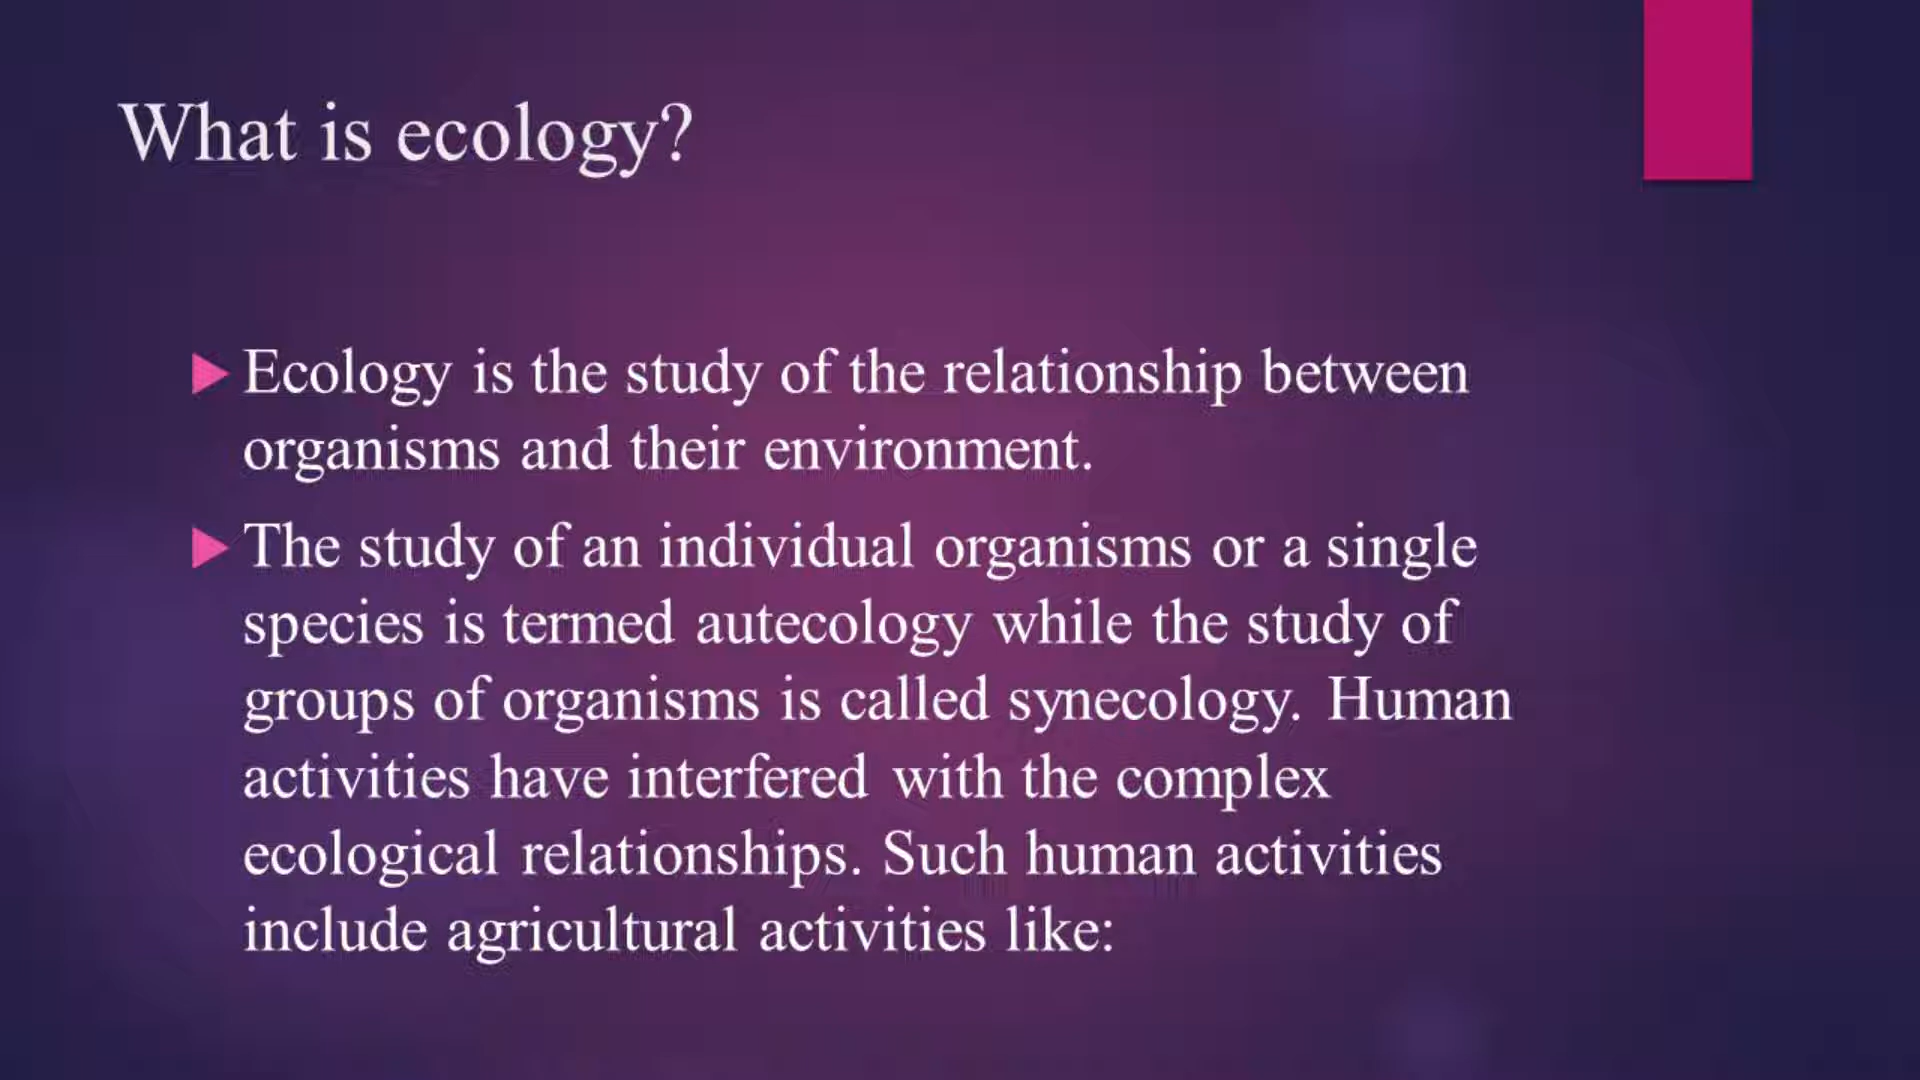 What is ecology?
Ecology is the study of the relationship between
organisms and their environment.
The study of an individual organisms or a single
species is termed autecology while the study of
groups of organisms is called synecology. Human
activities have interfered with the complex
ecological relationships. Such human activities
include agricultural activities like: